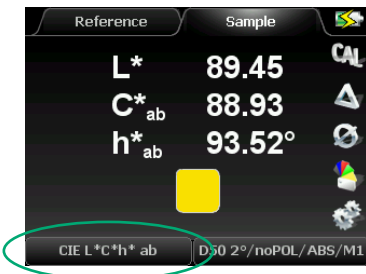 Reference Sample
CAL
L* 89.45
C*ab 88.93
h*ab 93.52°
CIE L*C*h* ab D50 2°/noPOL/ABS/M1